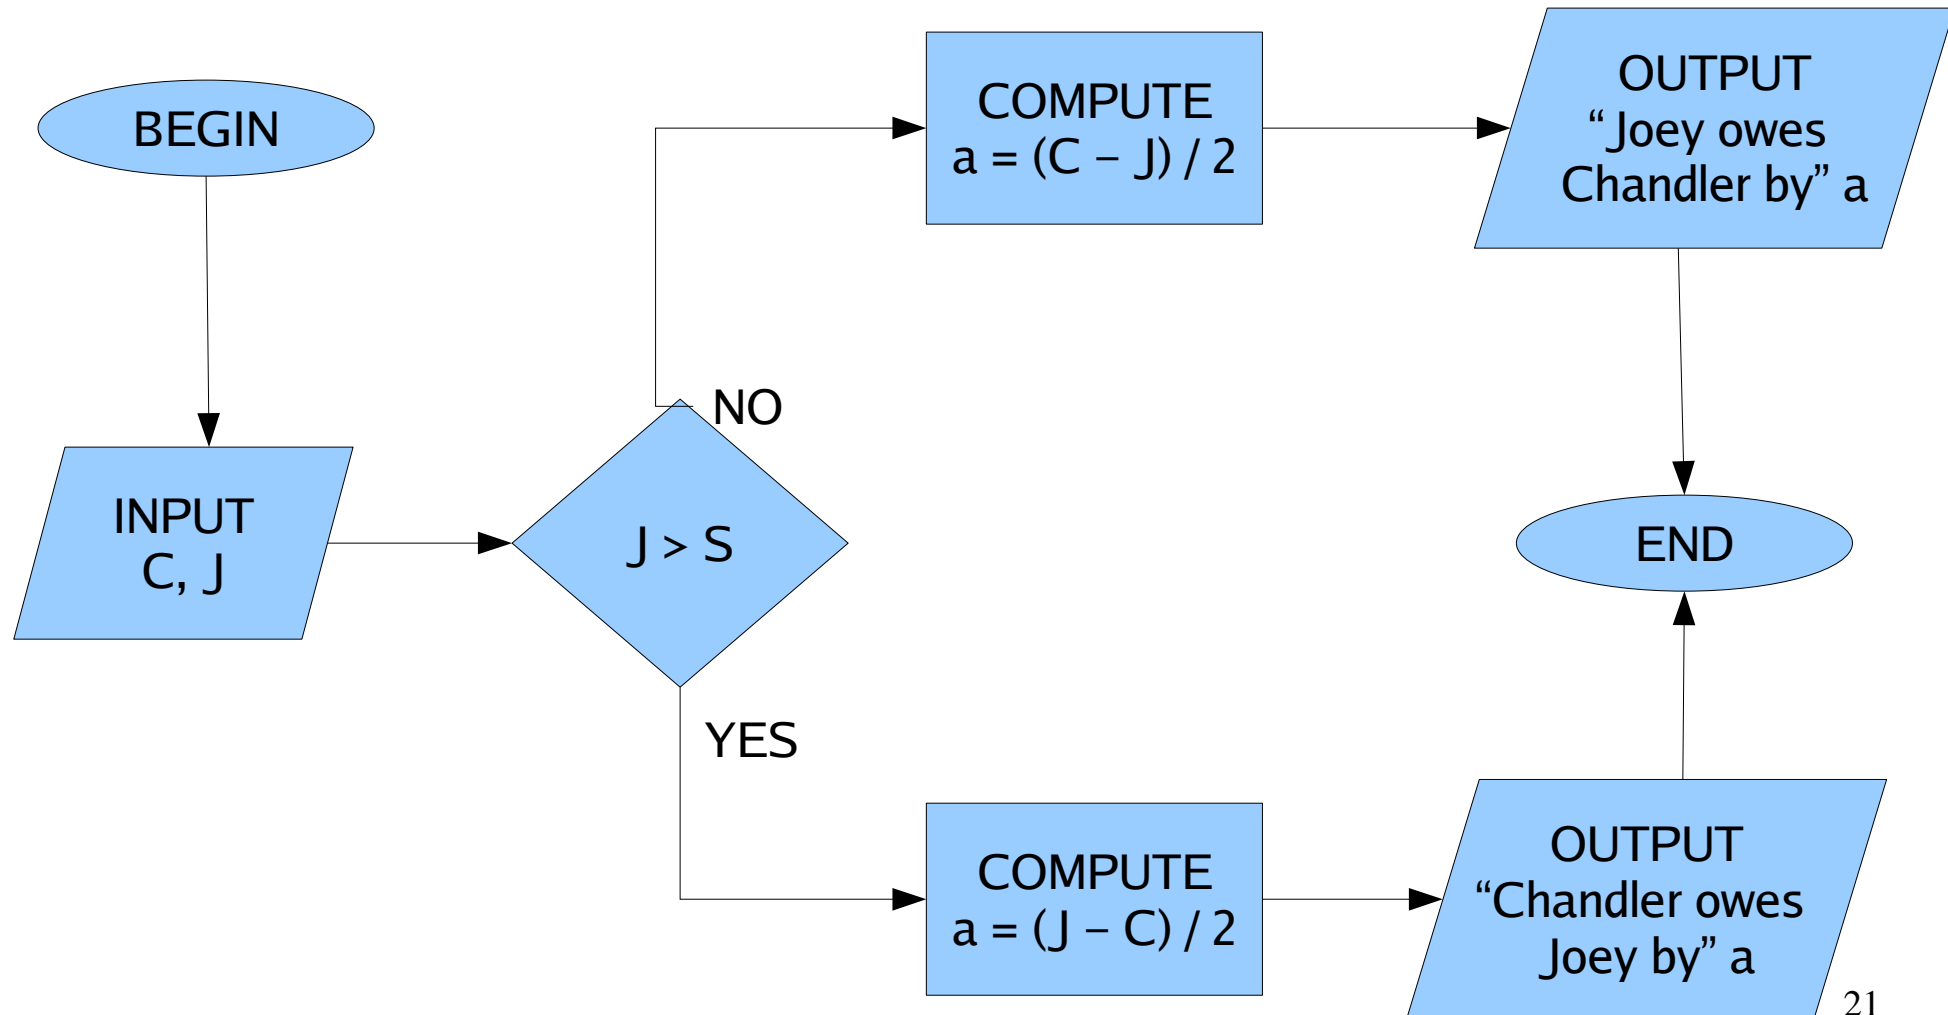 BEGIN
INPUT
C, J
J > S
NO
COMPUTE
a = (C – J) / 2
OUTPUT
“ Joey owes
Chandler by” a
YES
COMPUTE
a = (J – C) / 2
OUTPUT
“Chandler owes
Joey by” a
END
21